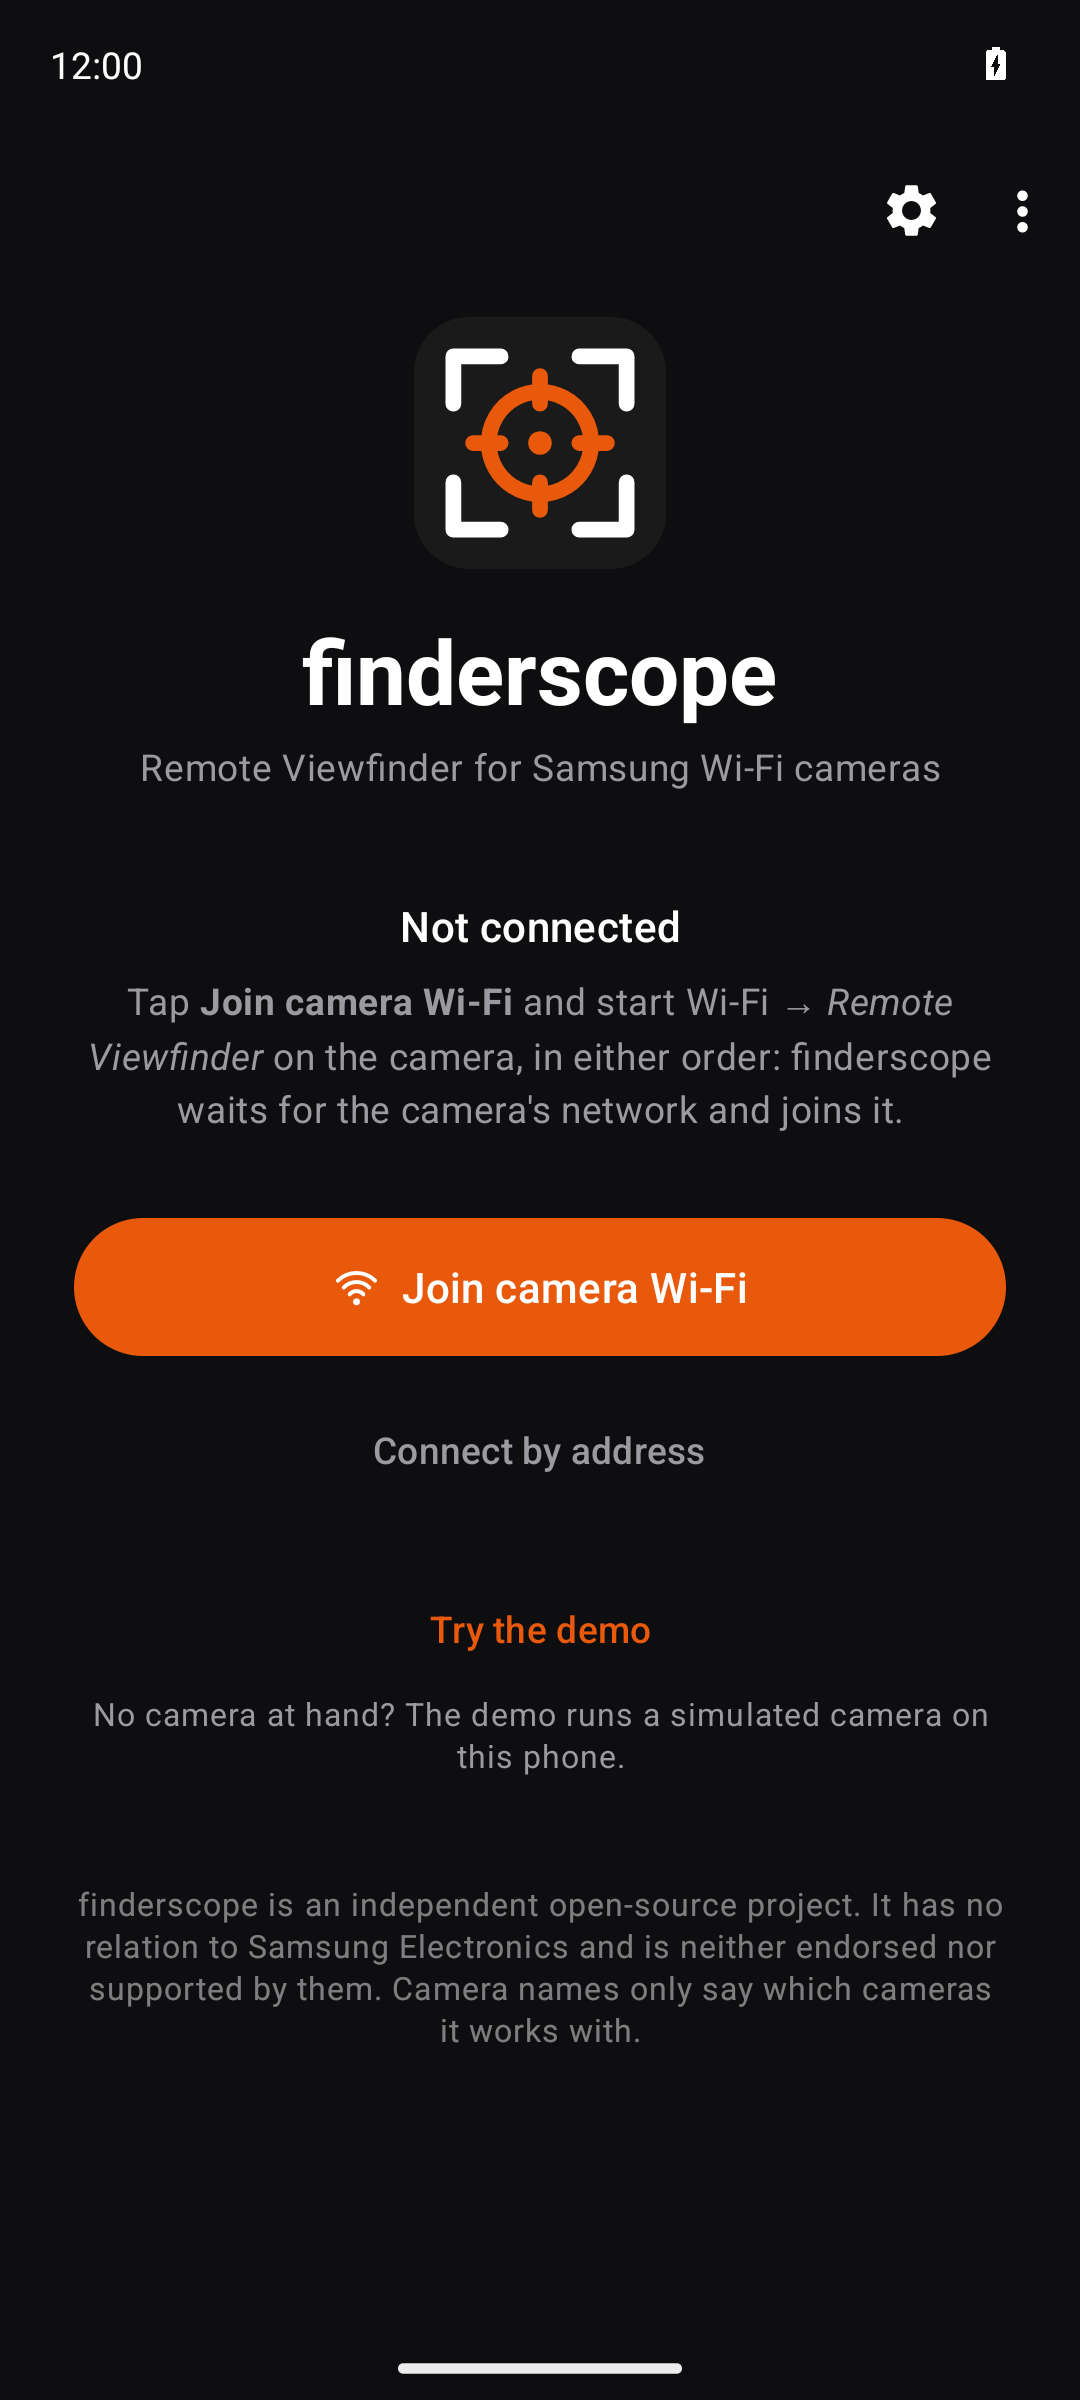 12:00
finderscope
Remote Viewfinder for Samsung Wi-Fi cameras
Not connected
Tap Join camera Wi-Fi and start Wi-Fi → Remote
Viewfinder on the camera, in either order: finderscope
waits for the camera's network and joins it.
Join camera Wi-Fi
Connect by address
Try the demo
No camera at hand? The demo runs a simulated camera on
this phone.
finderscope is an independent open-source project. It has no
relation to Samsung Electronics and is neither endorsed nor
supported by them. Camera names only say which cameras
it works with.